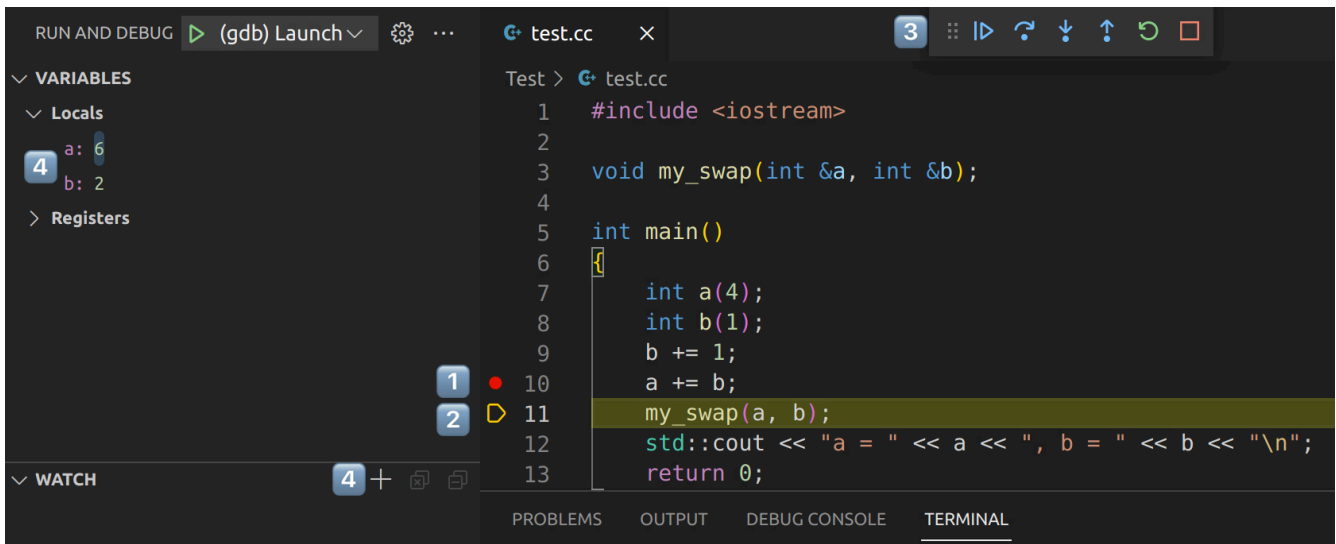 RUN AND DEBUG (gdb) Launch
VARIABLES
Locals
a: 6
4
b: 2
Registers
1
2
WATCH 4
test.cc
3
Test > test.cc
1 #include <iostream>
2
3 void my_swap(int &a, int &b);
4
5 int main()
6 {
7 int a(4);
8 int b(1);
9 b += 1;
10 a += b;
11 my_swap(a, b);
12 std::cout << "a = " << a << ", b = " << b << "\n";
13 return 0;
PROBLEMS OUTPUT DEBUG CONSOLE TERMINAL